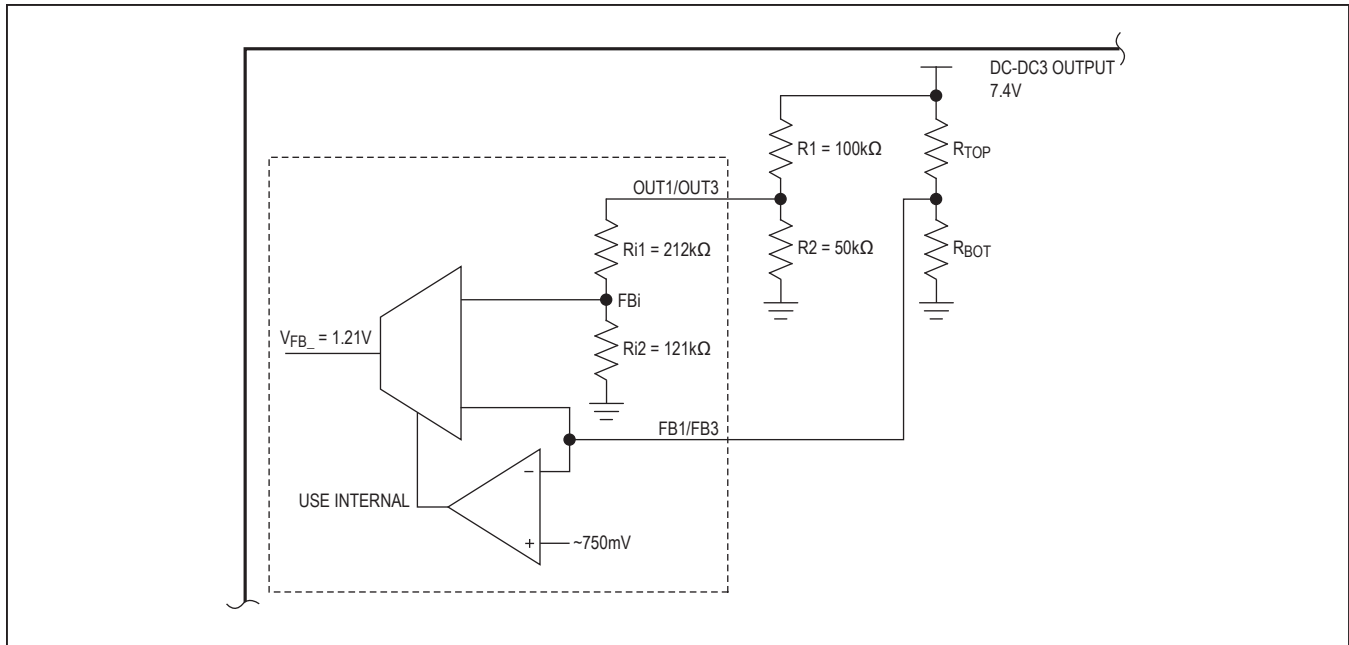 DC-DC3 OUTPUT
7.4V
R1 = 100kΩ
RTOP
OUT1/OUT3
Ri1 = 212kΩ
R2 = 50kΩ
RBOT
FBi
VFB_ = 1.21V
Ri2 = 121kΩ
FB1/FB3
−
USE INTERNAL
+
~750mV